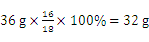 36 g × 16/18 × 100% = 32 g